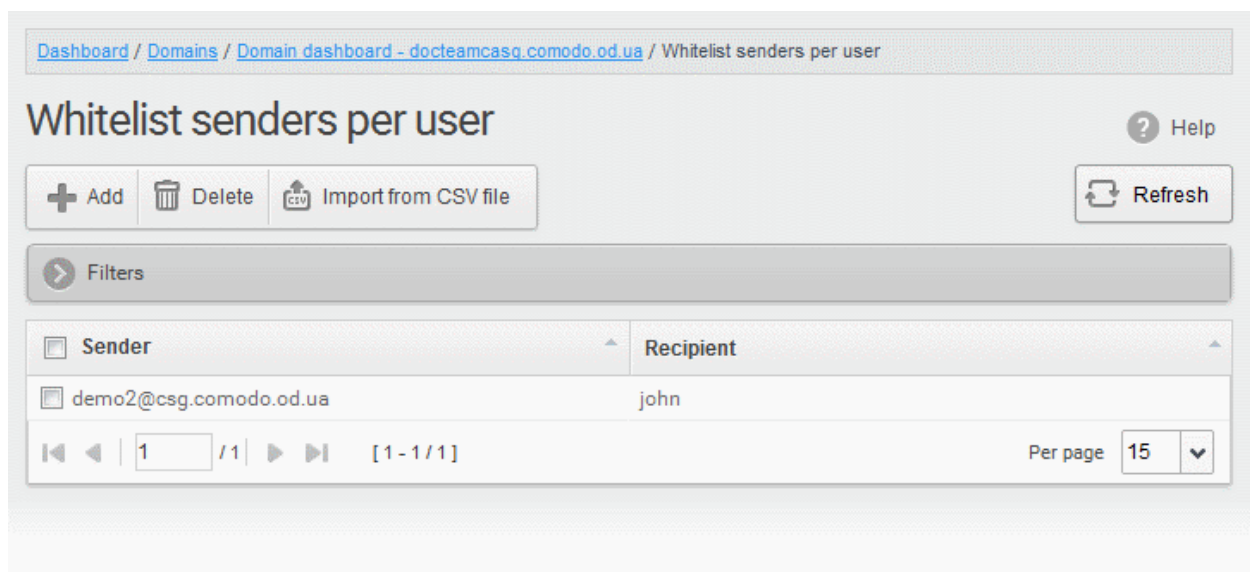 Dashboard / Domains / Domain dashboard - docteamcasg.comodo.od.ua / Whitelist senders per user
Whitelist senders per user
Help
Add Delete Import from CSV file Refresh
Filters
Sender Recipient
demo2@csg.comodo.od.ua john
1 / 1 [ 1 - 1 / 1 ] Per page 15